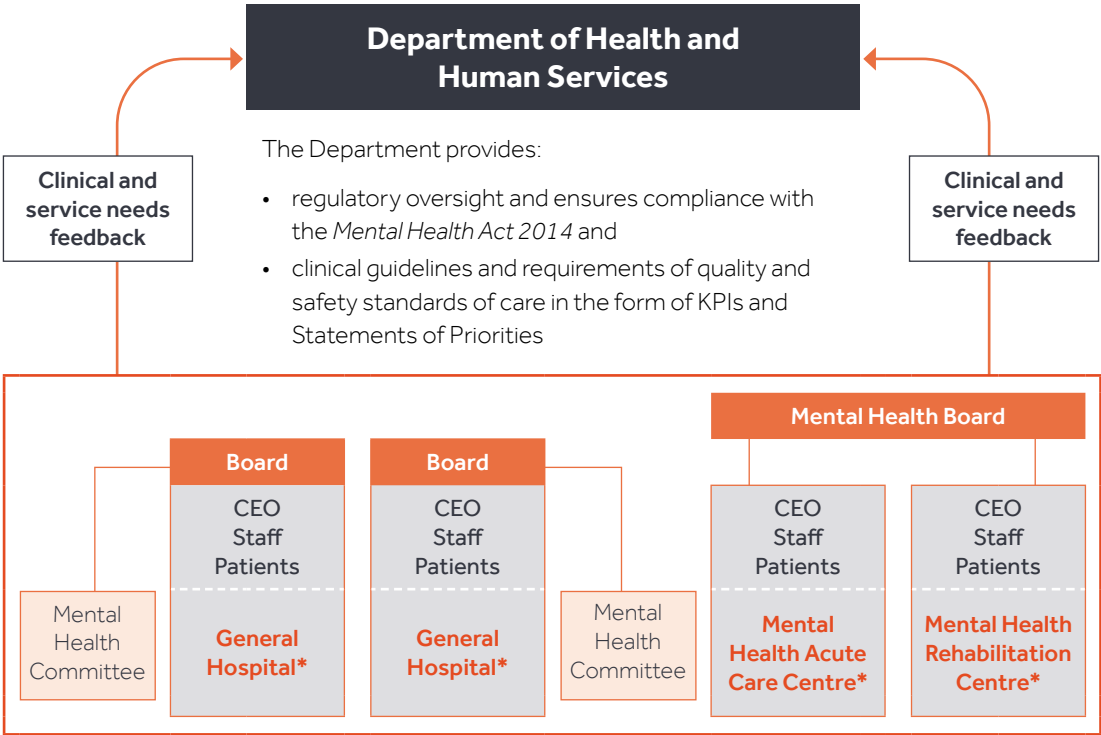 Department of Health and
Human Services
The Department provides:
• regulatory oversight and ensures compliance with
the Mental Health Act 2014 and
• clinical guidelines and requirements of quality and
safety standards of care in the form of KPIs and
Statements of Priorities
Clinical and
service needs
feedback
Clinical and
service needs
feedback
Mental
Health
Committee
Board
CEO
Staff
Patients
General
Hospital*
Board
CEO
Staff
Patients
General
Hospital*
Mental
Health
Committee
Mental Health Board
CEO
Staff
Patients
Mental
Health Acute
Care Centre*
CEO
Staff
Patients
Mental Health
Rehabilitation
Centre*